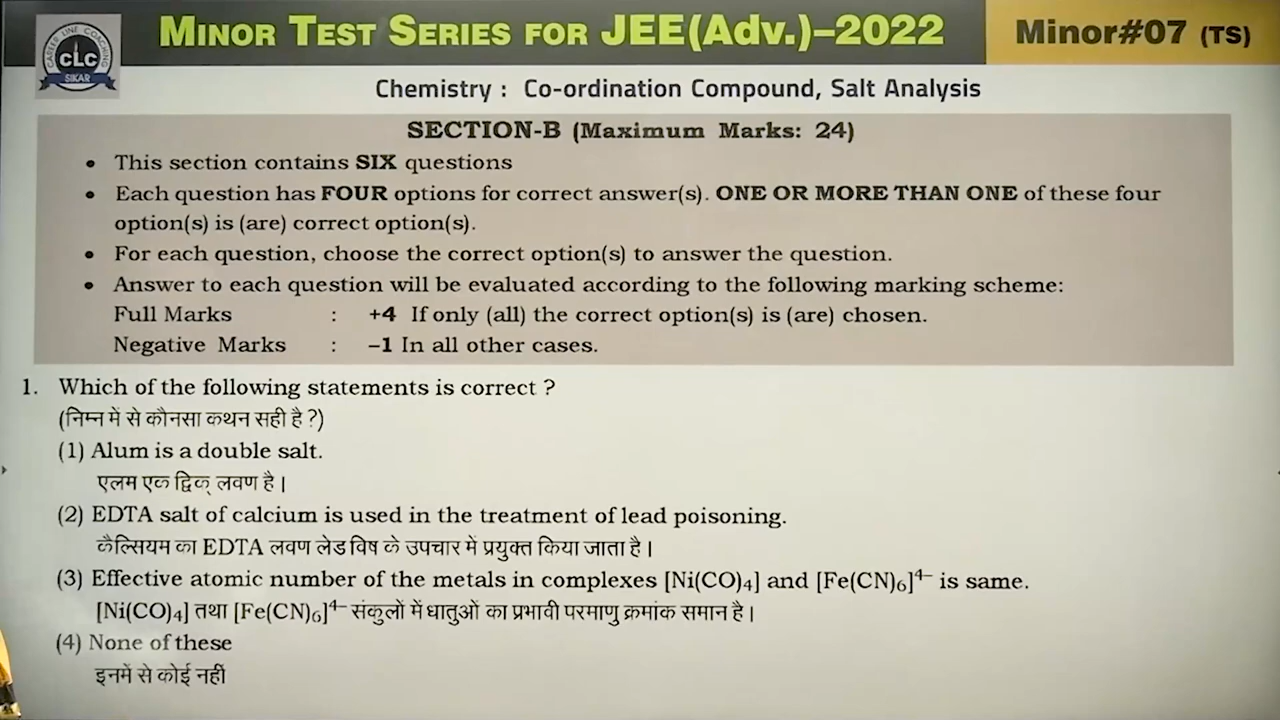 CAREER LINE COACHING
CLC
SIKAR
MINOR TEST SERIES FOR JEE(Adv.)–2022
Minor#07 (TS)
Chemistry : Co-ordination Compound, Salt Analysis
SECTION-B (Maximum Marks: 24)
• This section contains SIX questions
• Each question has FOUR options for correct answer(s). ONE OR MORE THAN ONE of these four
option(s) is (are) correct option(s).
• For each question, choose the correct option(s) to answer the question.
• Answer to each question will be evaluated according to the following marking scheme:
Full Marks : +4 If only (all) the correct option(s) is (are) chosen.
Negative Marks : –1 In all other cases.
1. Which of the following statements is correct ?
(निम्न में से कौनसा कथन सही है ?)
(1) Alum is a double salt.
एलम एक द्विक् लवण है।
(2) EDTA salt of calcium is used in the treatment of lead poisoning.
कैल्सियम का EDTA लवण लेड विष के उपचार में प्रयुक्त किया जाता है।
(3) Effective atomic number of the metals in complexes [Ni(CO)₄] and [Fe(CN)₆]⁴⁻ is same.
[Ni(CO)₄] तथा [Fe(CN)₆]⁴⁻ संकुलों में धातुओं का प्रभावी परमाणु क्रमांक समान है।
(4) None of these
इनमें से कोई नहीं